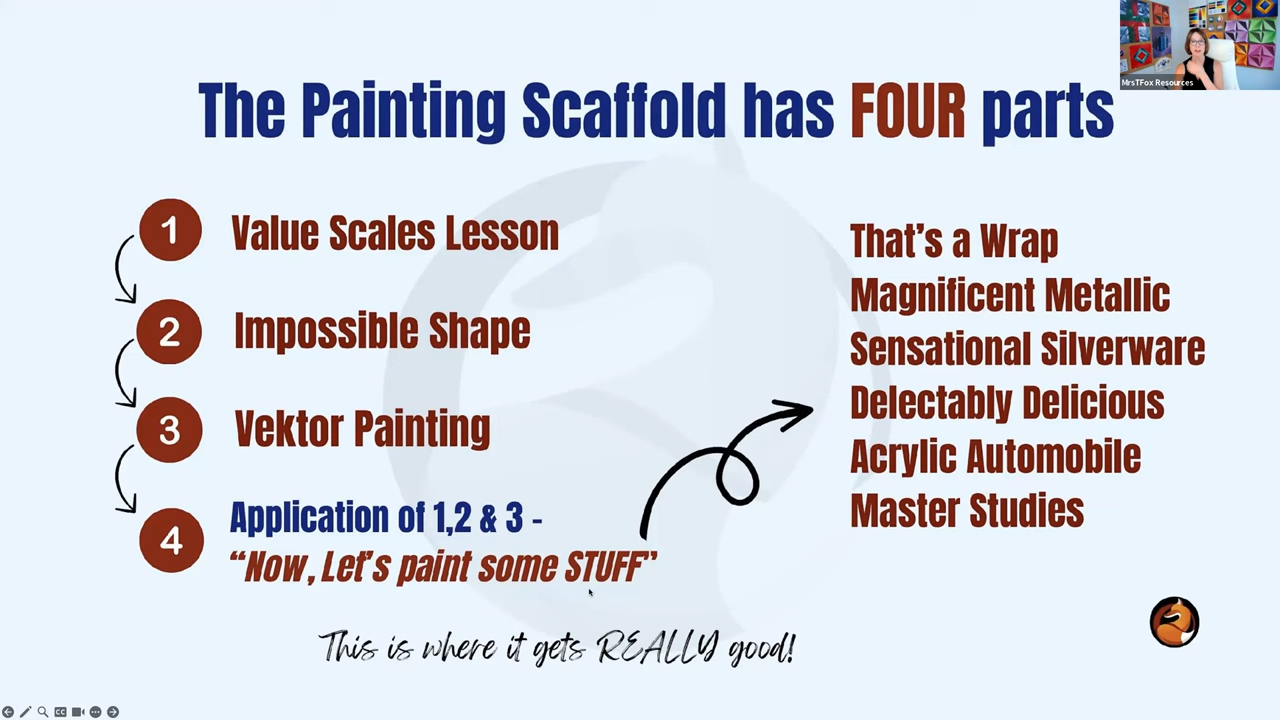 MrsTFox Resources
The Painting Scaffold has FOUR parts
1
Value Scales Lesson
2
Impossible Shape
3
Vektor Painting
4
Application of 1,2 & 3 -
“Now, Let’s paint some STUFF”
That’s a Wrap
Magnificent Metallic
Sensational Silverware
Delectably Delicious
Acrylic Automobile
Master Studies
This is where it gets REALLY good!
CC